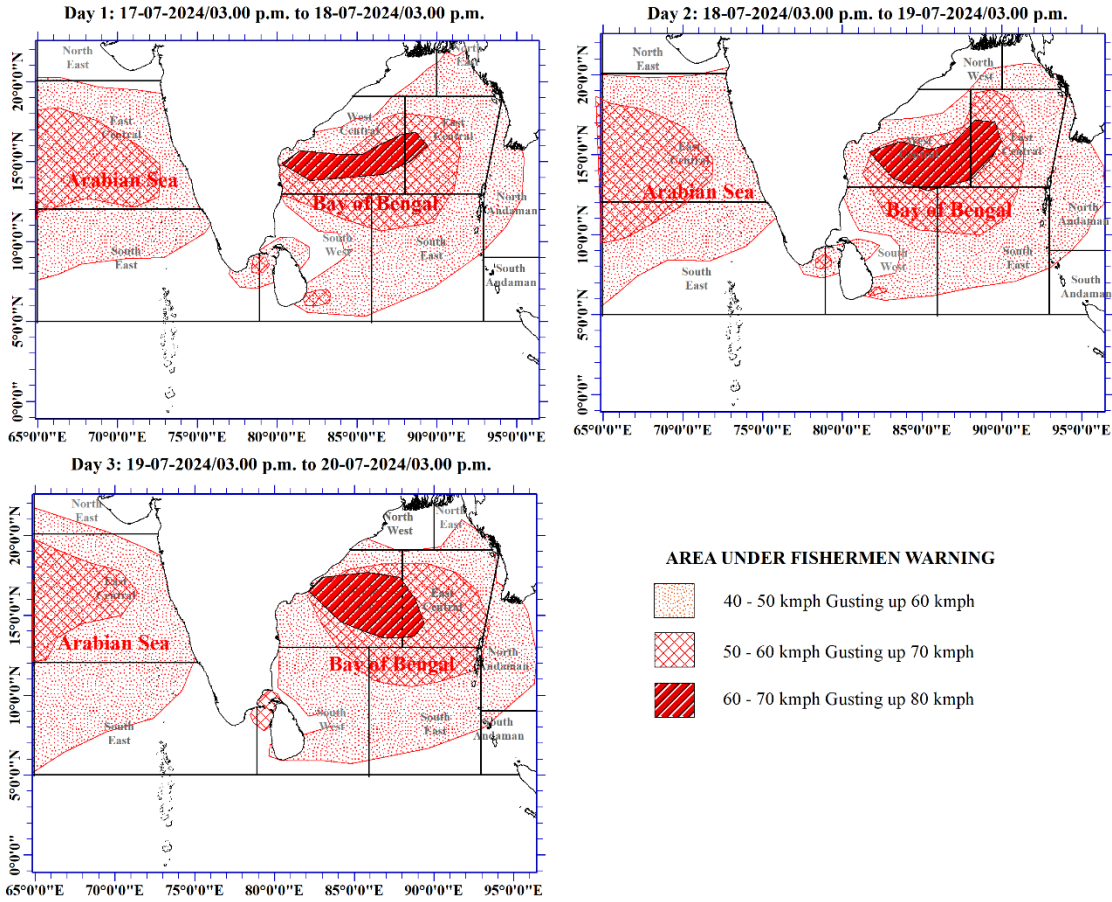 Day 1: 17-07-2024/03.00 p.m. to 18-07-2024/03.00 p.m.
North
East
North
East
West
Central
East
Central
East
Central
Arabian Sea
Bay of Bengal
North
Andaman
South
East
South
West
South
East
South
Andaman
20°0'0"N
15°0'0"N
10°0'0"N
5°0'0"N
0°0'0"
65°0'0"E 70°0'0"E 75°0'0"E 80°0'0"E 85°0'0"E 90°0'0"E 95°0'0"E
Day 2: 18-07-2024/03.00 p.m. to 19-07-2024/03.00 p.m.
North
East
North
West
East
Central
West
Central
East
Central
Arabian Sea
Bay of Bengal
North
Andaman
South
East
South
West
South
East
South
Andaman
20°0'0"N
15°0'0"N
10°0'0"N
5°0'0"N
0°0'0"
65°0'0"E 70°0'0"E 75°0'0"E 80°0'0"E 85°0'0"E 90°0'0"E 95°0'0"E
Day 3: 19-07-2024/03.00 p.m. to 20-07-2024/03.00 p.m.
North
East
North
West
North
East
East
Central
East
Central
Arabian Sea
Bay of Bengal
North
Andaman
South
East
South
West
South
East
South
Andaman
20°0'0"N
15°0'0"N
10°0'0"N
5°0'0"N
0°0'0"
65°0'0"E 70°0'0"E 75°0'0"E 80°0'0"E 85°0'0"E 90°0'0"E 95°0'0"E
AREA UNDER FISHERMEN WARNING
40 - 50 kmph Gusting up 60 kmph
50 - 60 kmph Gusting up 70 kmph
60 - 70 kmph Gusting up 80 kmph